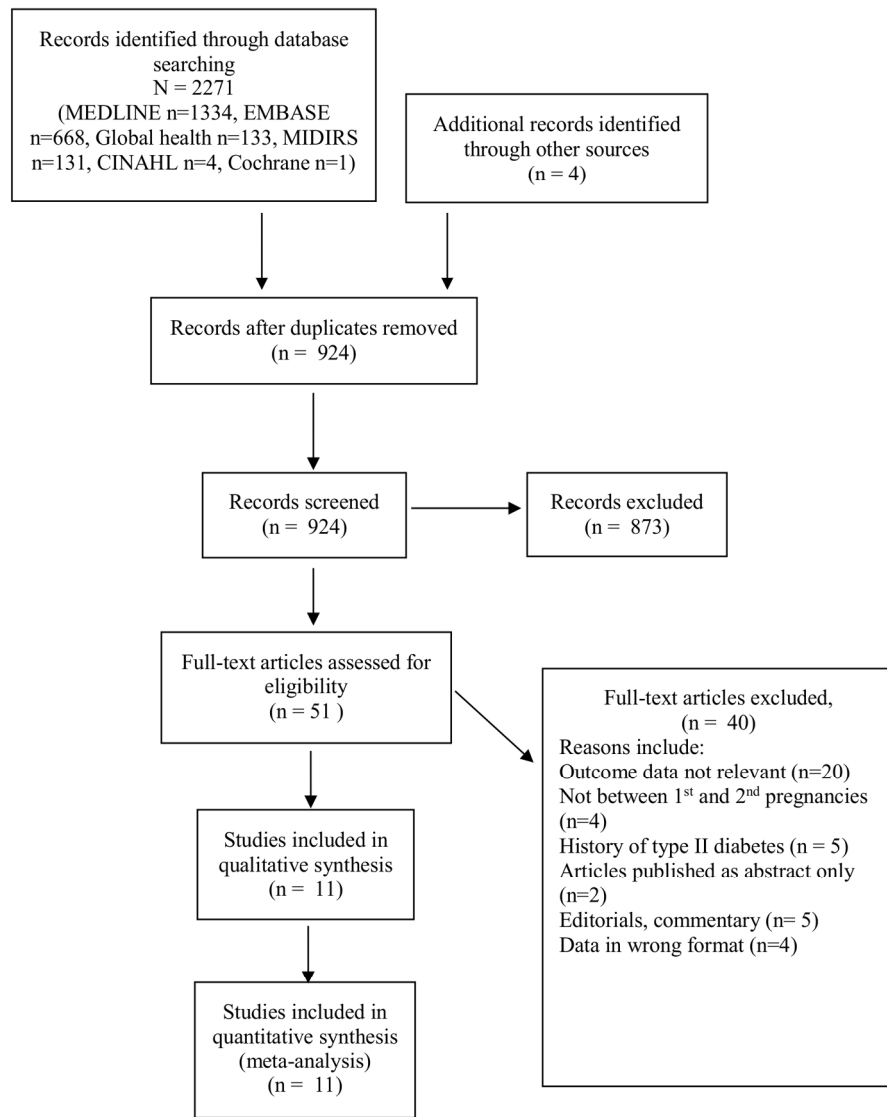 Records identified through database
searching
N = 2271
(MEDLINE n=1334, EMBASE
n=668, Global health n=133, MIDIRS
n=131, CINAHL n=4, Cochrane n=1)
Additional records identified
through other sources
(n = 4)
Records after duplicates removed
(n = 924)
Records screened
(n = 924)
Records excluded
(n = 873)
Full-text articles assessed for
eligibility
(n = 51 )
Full-text articles excluded,
(n = 40)
Reasons include:
Outcome data not relevant (n=20)
Not between 1st and 2nd pregnancies
(n=4)
History of type II diabetes (n = 5)
Articles published as abstract only
(n=2)
Editorials, commentary (n= 5)
Data in wrong format (n=4)
Studies included in
qualitative synthesis
(n = 11)
Studies included in
quantitative synthesis
(meta-analysis)
(n = 11)